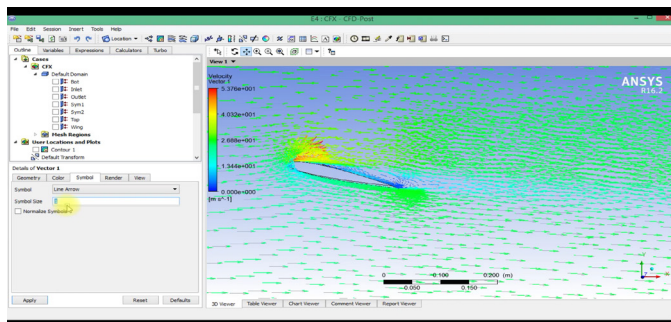 E4 : CFX - CFD-Post
File Edit Session Insert Tools Help
Location
Outline Variables Expressions Calculators Turbo
Cases
CFX
Default Domain
Bot
Inlet
Outlet
Sym1
Sym2
Top
Wing
Mesh Regions
User Locations and Plots
Contour 1
Default Transform
Details of Vector 1
Geometry Color Symbol Render View
Symbol Line Arrow
Symbol Size
Normalize Symbols
Apply Reset Defaults
View 1
Velocity
Vector 1
5.376e+001
4.032e+001
2.688e+001
1.344e+001
0.000e+000
[m s^-1]
ANSYS
R16.2
0 0.100 0.200 (m)
0.050 0.150
3D Viewer Table Viewer Chart Viewer Comment Viewer Report Viewer